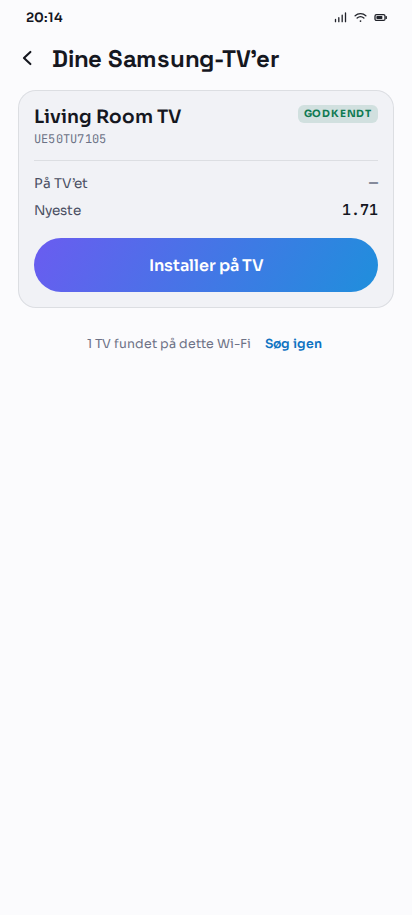 20:14
Dine Samsung-TV’er
Living Room TV
GODKENDT
UE50TU7105
På TV’et
—
Nyeste
1.71
Installer på TV
1 TV fundet på dette Wi-Fi Søg igen